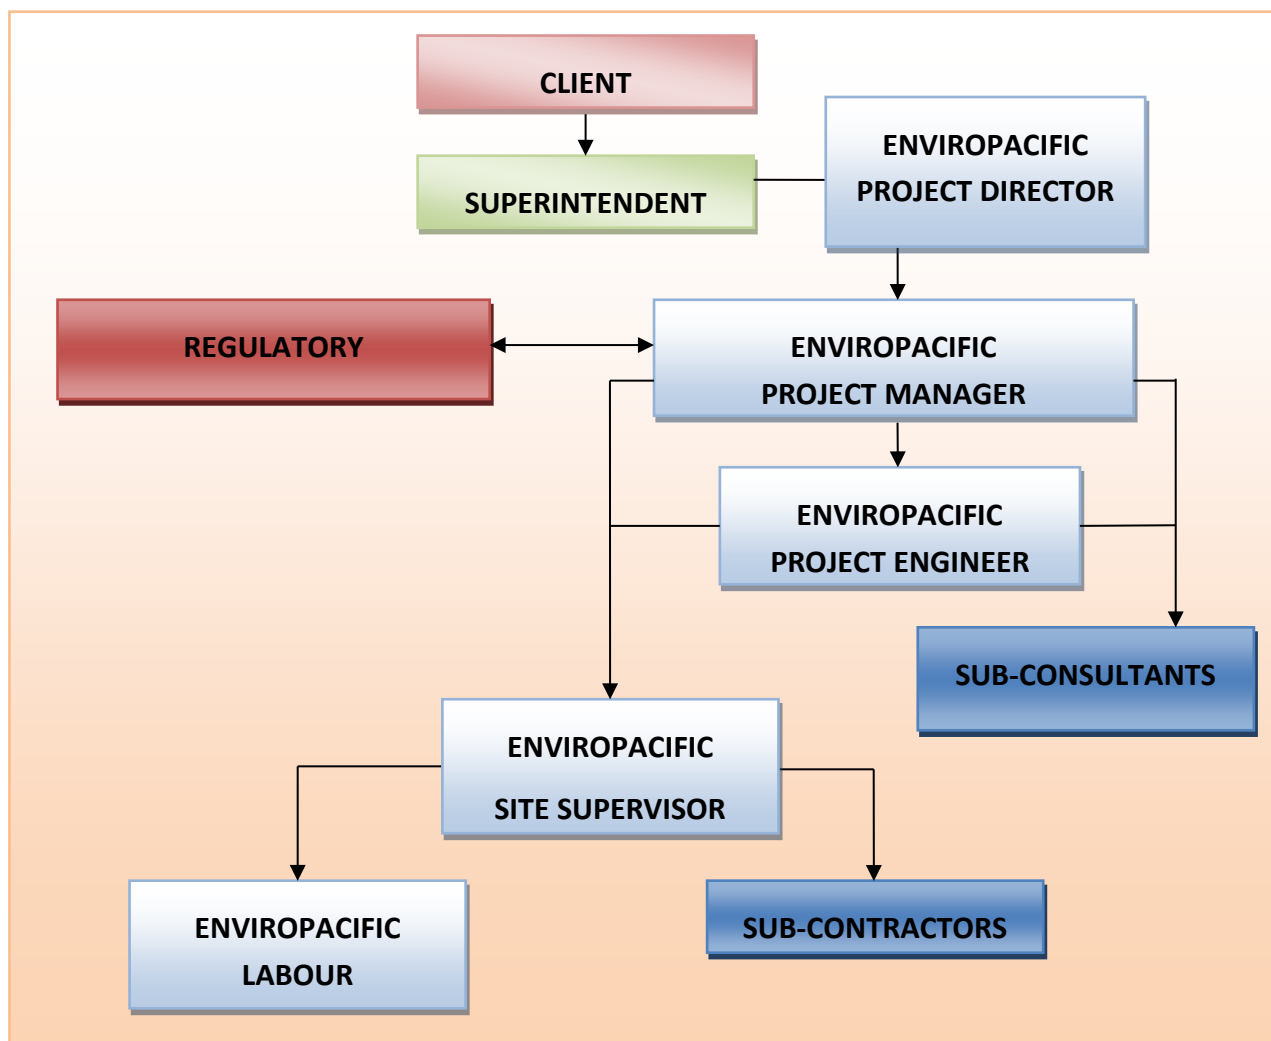 CLIENT
SUPERINTENDENT
ENVIROPACIFIC
PROJECT DIRECTOR
REGULATORY
ENVIROPACIFIC
PROJECT MANAGER
ENVIROPACIFIC
PROJECT ENGINEER
SUB-CONSULTANTS
ENVIROPACIFIC
SITE SUPERVISOR
ENVIROPACIFIC
LABOUR
SUB-CONTRACTORS